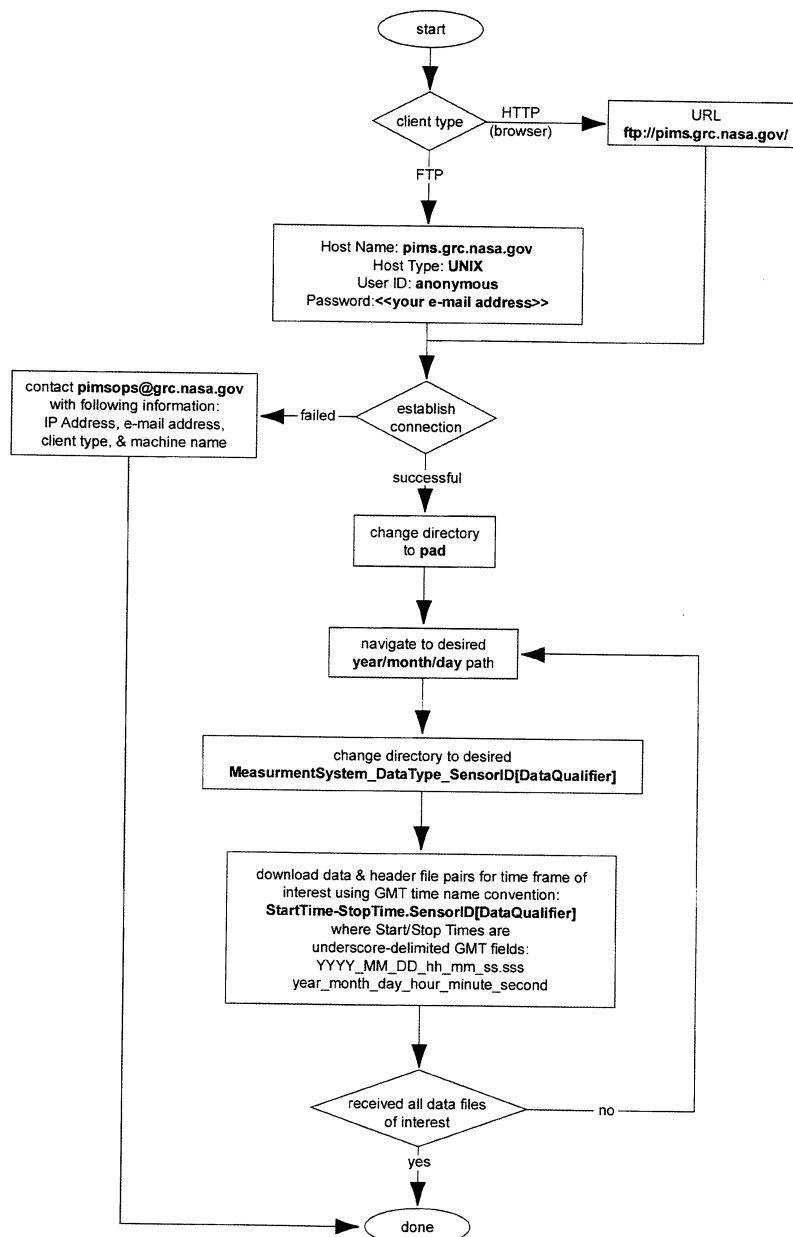 start
client type
HTTP
(browser)
URL
ftp://pims.grc.nasa.gov/
FTP
Host Name: pims.grc.nasa.gov
Host Type: UNIX
User ID: anonymous
Password:<<your e-mail address>>
contact pimsops@grc.nasa.gov
with following information:
IP Address, e-mail address,
client type, & machine name
failed
establish
connection
successful
change directory
to pad
navigate to desired
year/month/day path
change directory to desired
MeasurmentSystem_DataType_SensorID[DataQualifier]
download data & header file pairs for time frame of
interest using GMT time name convention:
StartTime-StopTime.SensorID[DataQualifier]
where Start/Stop Times are
underscore-delimited GMT fields:
YYYY_MM_DD_hh_mm_ss.sss
year_month_day_hour_minute_second
received all data files
of interest
no
yes
done